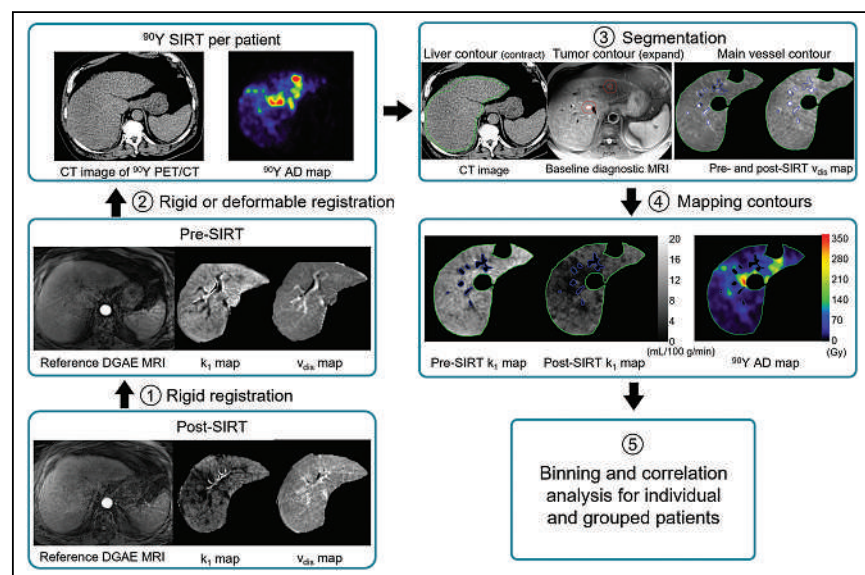 ⁹⁰Y SIRT per patient
CT image of ⁹⁰Y PET/CT
⁹⁰Y AD map
② Rigid or deformable registration
Pre-SIRT
Reference DGAE MRI
k₁ map
v_dis map
① Rigid registration
Post-SIRT
Reference DGAE MRI
k₁ map
v_dis map
③ Segmentation
Liver contour (contract)
Tumor contour (expand)
Main vessel contour
CT image
Baseline diagnostic MRI
Pre- and post-SIRT v_dis map
④ Mapping contours
20
16
12
8
4
0
(mL/100 g/min)
350
280
210
140
70
0
(Gy)
Pre-SIRT k₁ map
Post-SIRT k₁ map
⁹⁰Y AD map
⑤
Binning and correlation
analysis for individual
and grouped patients